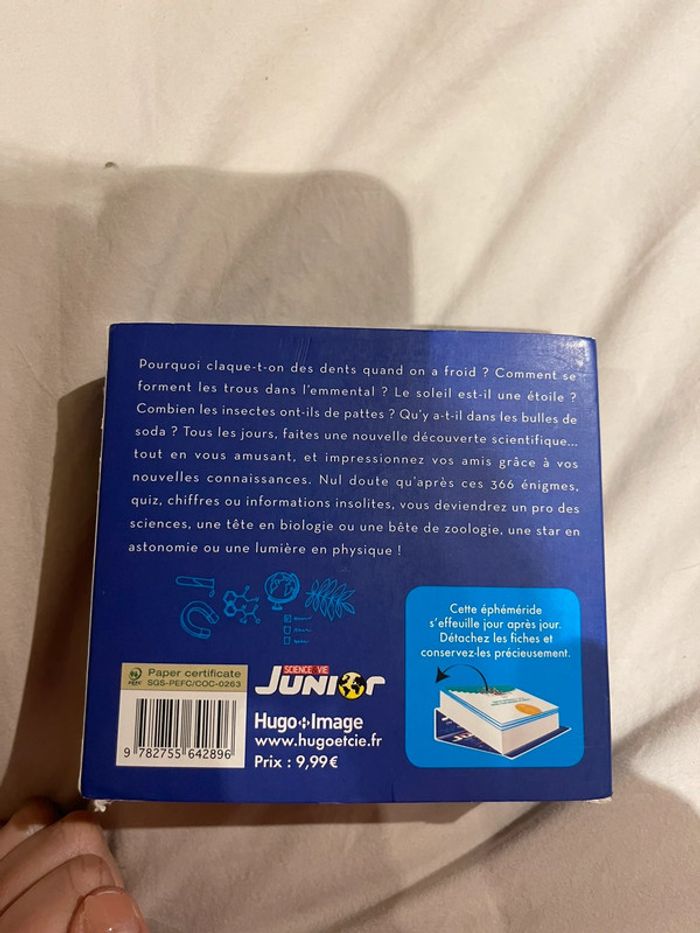 Pourquoi claque-t-on des dents quand on a froid ? Comment se
forment les trous dans l'emmental ? Le soleil est-il une étoile ?
Combien les insectes ont-ils de pattes ? Qu'y a-t-il dans les bulles de
soda ? Tous les jours, faites une nouvelle découverte scientifique...
tout en vous amusant, et impressionnez vos amis grâce à vos
nouvelles connaissances. Nul doute qu'après ces 366 énigmes,
quiz, chiffres ou informations insolites, vous deviendrez un pro des
sciences, une tête en biologie ou une bête de zoologie, une star en
astonomie ou une lumière en physique !
Cette éphéméride
s'effeuille jour après jour.
Détachez les fiches et
conservez-les précieusement.
PEFC
Paper certificate
SGS-PEFC/COC-0263
9 782755 642896
SCIENCE & VIE
JUNIOR
Hugo+Image
www.hugoetcie.fr
Prix : 9,99€